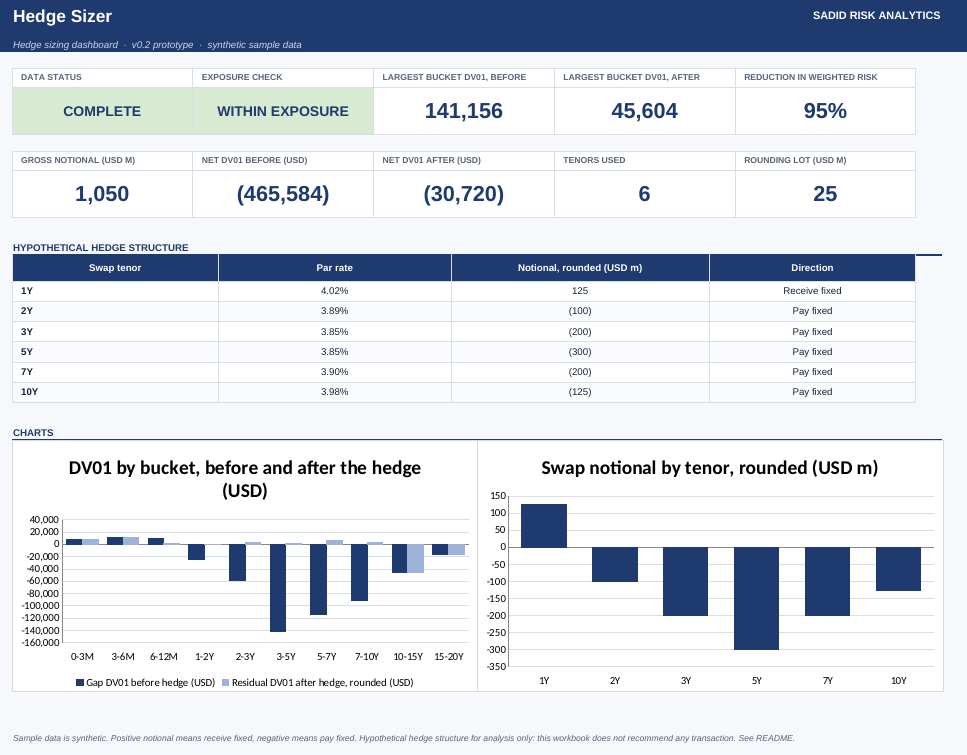 Hedge Sizer
SADID RISK ANALYTICS
Hedge sizing dashboard · v0.2 prototype · synthetic sample data
DATA STATUS EXPOSURE CHECK LARGEST BUCKET DV01, BEFORE LARGEST BUCKET DV01, AFTER REDUCTION IN WEIGHTED RISK
COMPLETE WITHIN EXPOSURE 141,156 45,604 95%
GROSS NOTIONAL (USD M) NET DV01 BEFORE (USD) NET DV01 AFTER (USD) TENORS USED ROUNDING LOT (USD M)
1,050 (465,584) (30,720) 6 25
HYPOTHETICAL HEDGE STRUCTURE
Swap tenor Par rate Notional, rounded (USD m) Direction
1Y 4.02% 125 Receive fixed
2Y 3.89% (100) Pay fixed
3Y 3.85% (200) Pay fixed
5Y 3.85% (300) Pay fixed
7Y 3.90% (200) Pay fixed
10Y 3.98% (125) Pay fixed
CHARTS
DV01 by bucket, before and after the hedge
(USD)
40,000
20,000
0
-20,000
-40,000
-60,000
-80,000
-100,000
-120,000
-140,000
-160,000
0-3M 3-6M 6-12M 1-2Y 2-3Y 3-5Y 5-7Y 7-10Y 10-15Y 15-20Y
Gap DV01 before hedge (USD) Residual DV01 after hedge, rounded (USD)
Swap notional by tenor, rounded (USD m)
150
100
50
0
-50
-100
-150
-200
-250
-300
-350
1Y 2Y 3Y 5Y 7Y 10Y
Sample data is synthetic. Positive notional means receive fixed, negative means pay fixed. Hypothetical hedge structure for analysis only: this workbook does not recommend any transaction. See README.